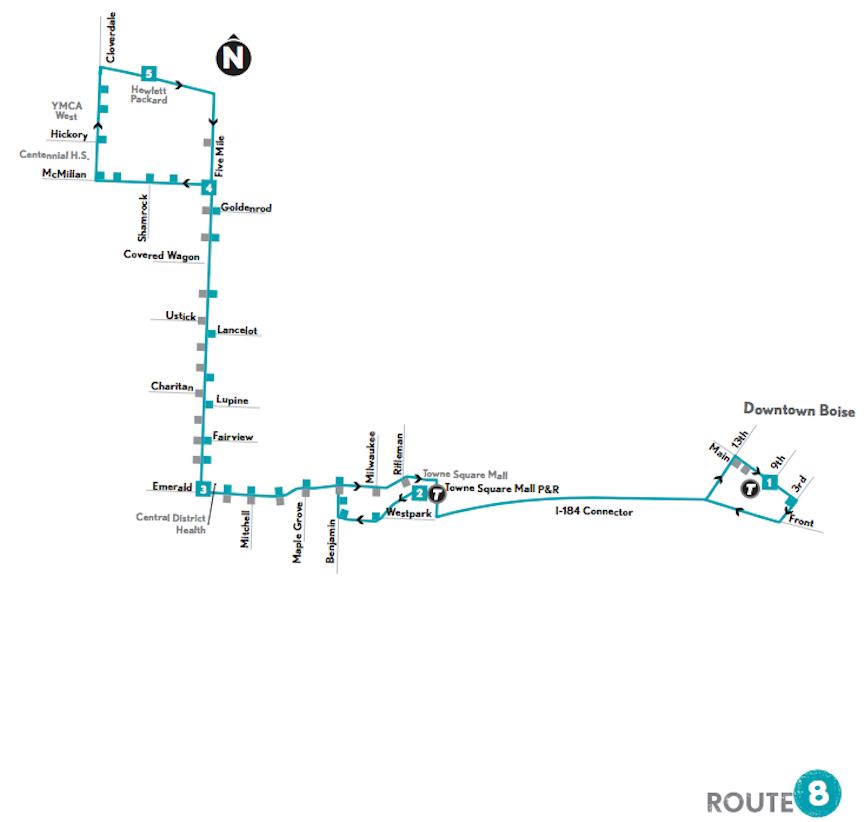 Cloverdale
N
5
Hewlett
Packard
YMCA
West
Hickory
Five Mile
Centennial H.S.
McMillan
4
Shamrock
Goldenrod
Covered Wagon
Ustick
Lancelot
Charitan
Lupine
Downtown Boise
Fairview
Milwaukee
Rifleman
Main
13th
9th
3rd
Towne Square Mall
Emerald
3
2
T
Towne Square Mall P&R
T
1
Central District
Health
Mitchell
Maple Grove
Benjamin
Westpark
I-184 Connector
Front
ROUTE 8